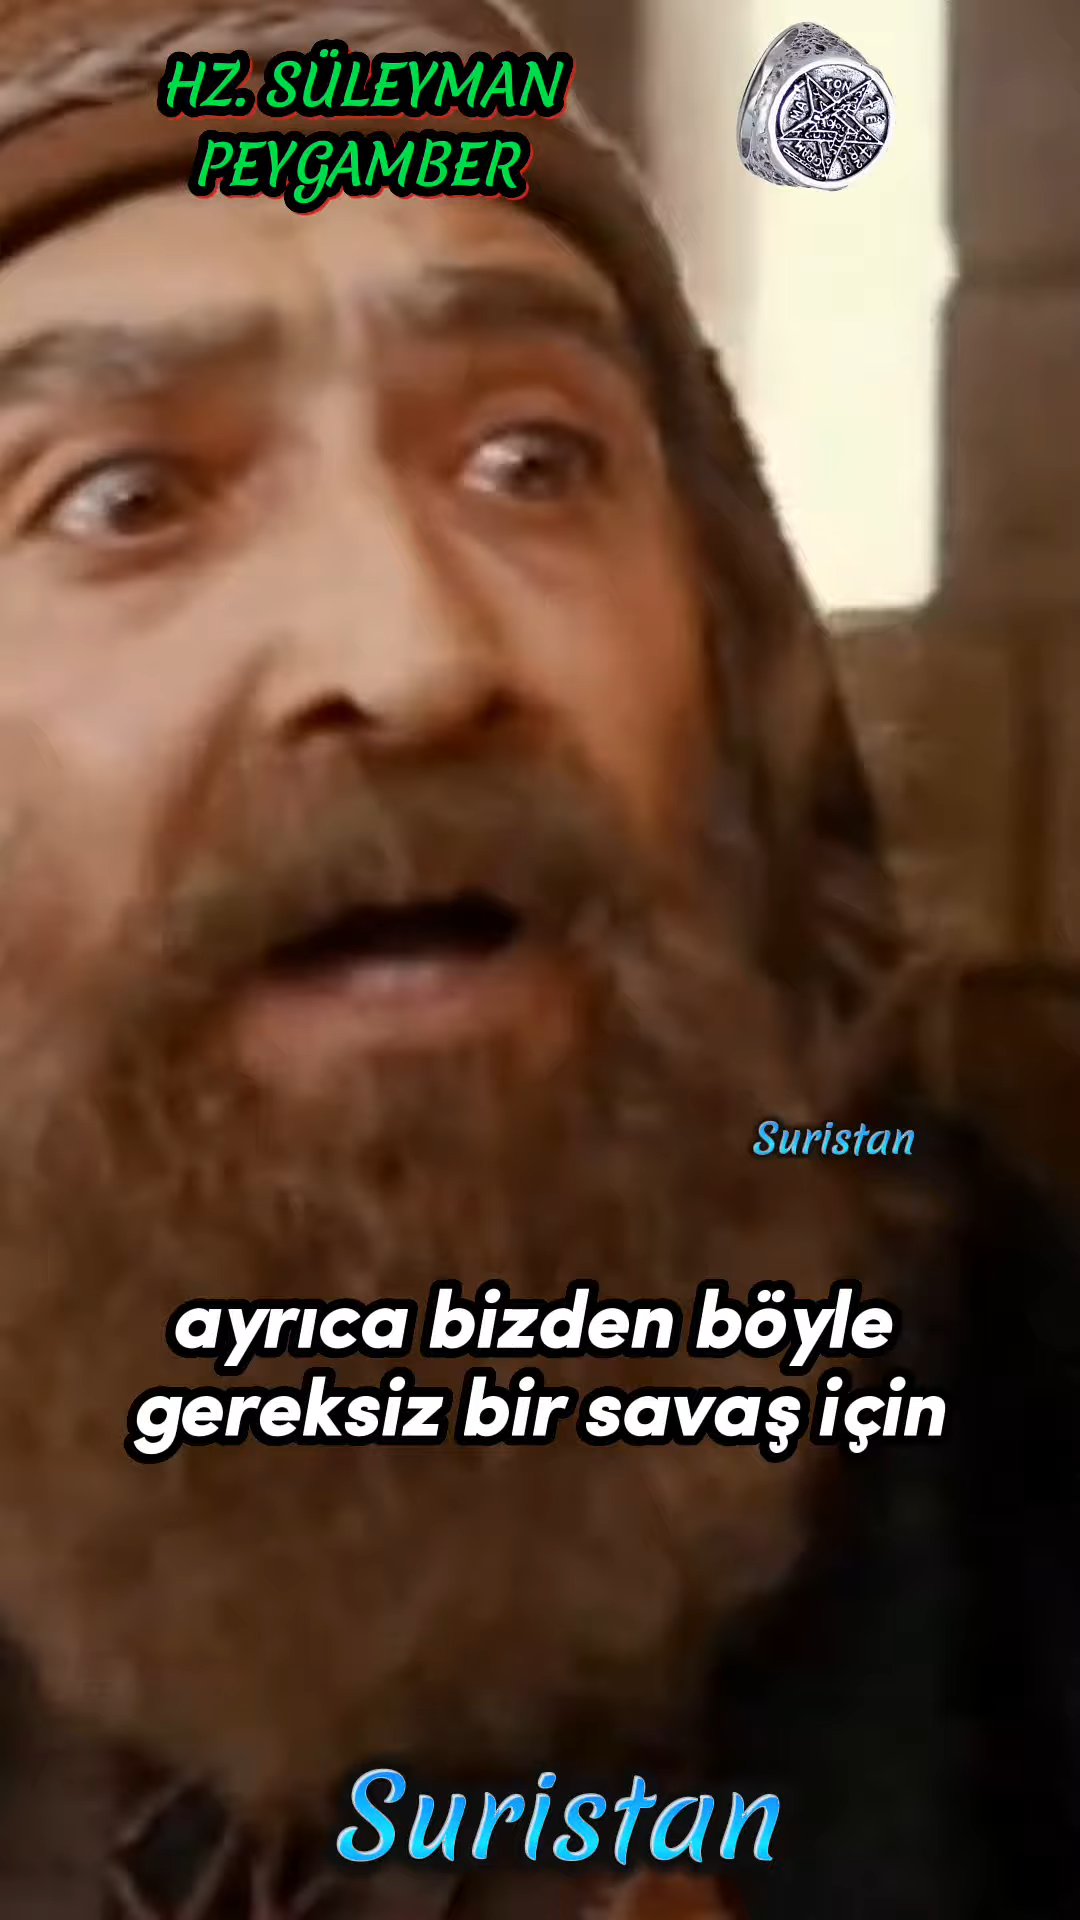 HZ. SÜLEYMAN
PEYGAMBER
Suristan
ayrıca bizden böyle
gereksiz bir savaş için
Suristan